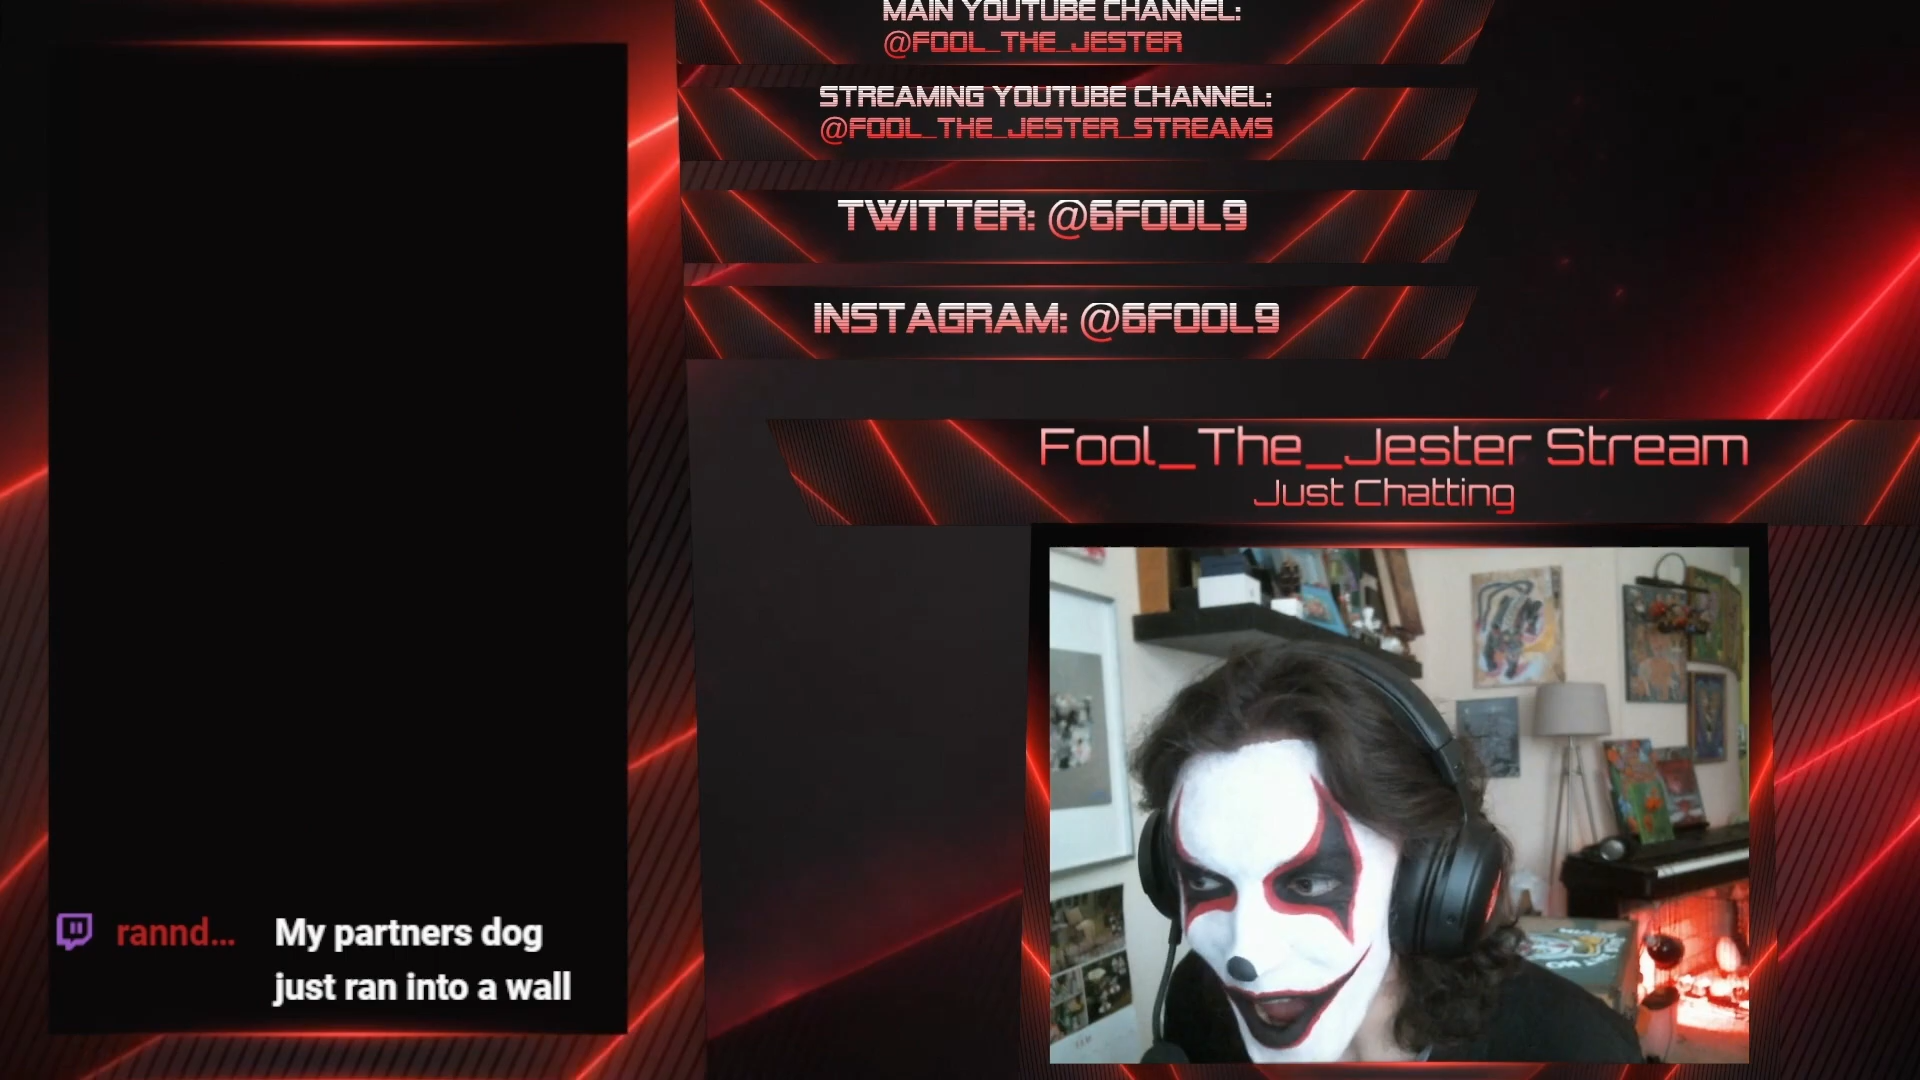 MAIN YOUTUBE CHANNEL:
@FOOL_THE_JESTER
STREAMING YOUTUBE CHANNEL:
@FOOL_THE_JESTER_STREAMS
TWITTER: @6FOOL9
INSTAGRAM: @6FOOL9
Fool_The_Jester Stream
Just Chatting
rannd... My partners dog
just ran into a wall